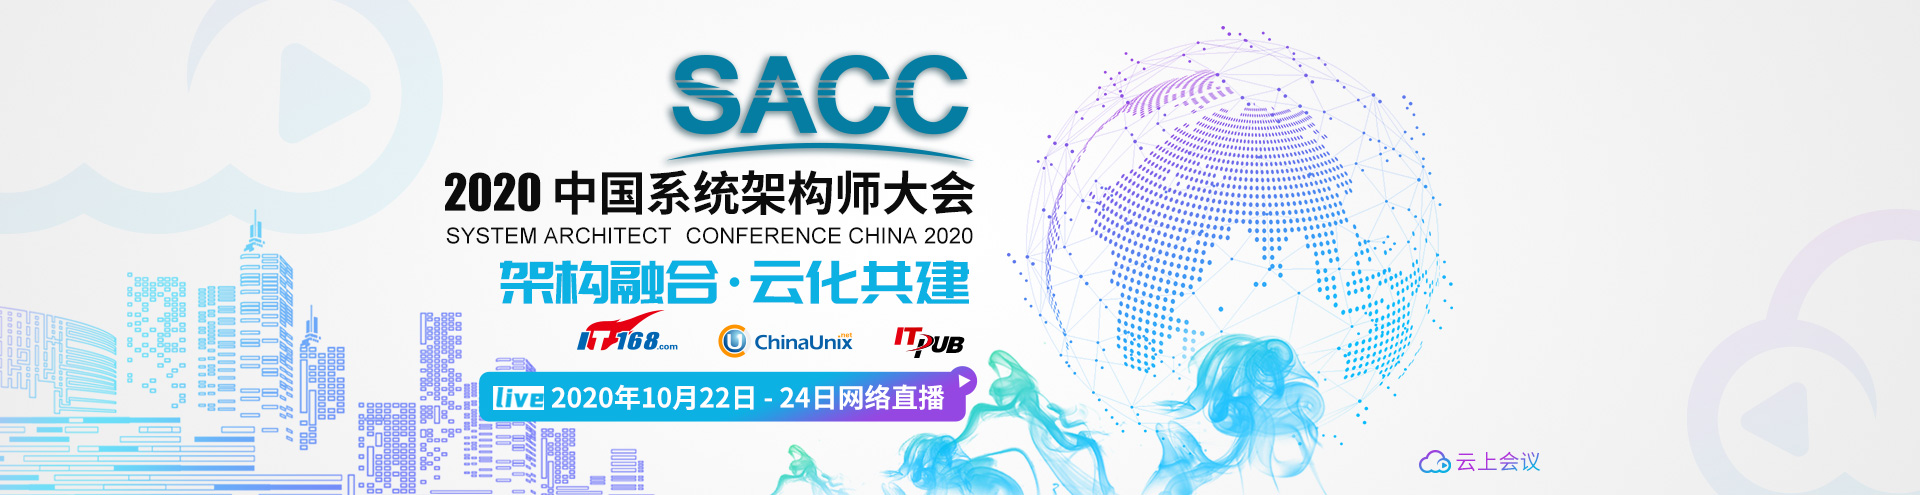 SACC
2020 中国系统架构师大会
SYSTEM ARCHITECT CONFERENCE CHINA 2020
架构融合·云化共建
IT168.com ChinaUnix.net ITPUB
live 2020年10月22日 - 24日网络直播
云上会议